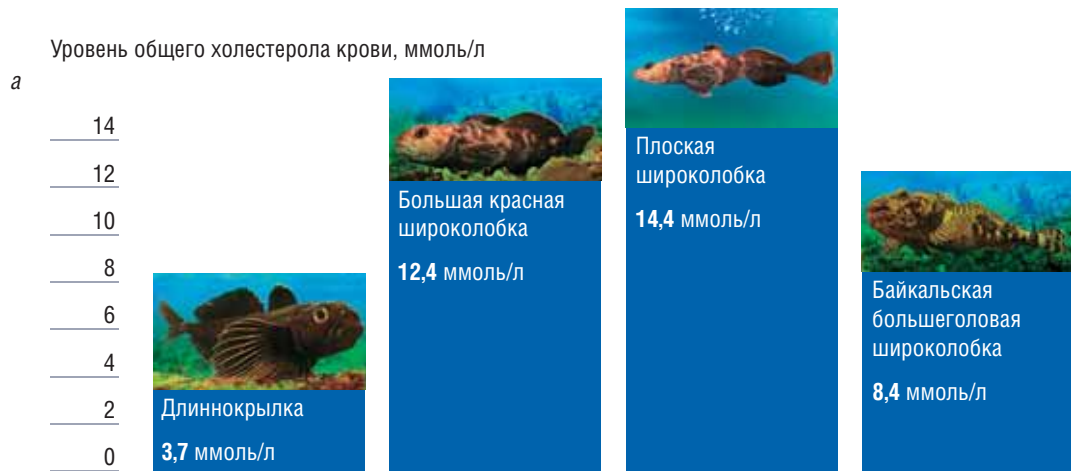 Уровень общего холестерола крови, ммоль/л
а
14
12
10
8
6
4
2
0
Длиннокрылка
3,7 ммоль/л
Большая красная
широколобка
12,4 ммоль/л
Плоская
широколобка
14,4 ммоль/л
Байкальская
большеголовая
широколобка
8,4 ммоль/л